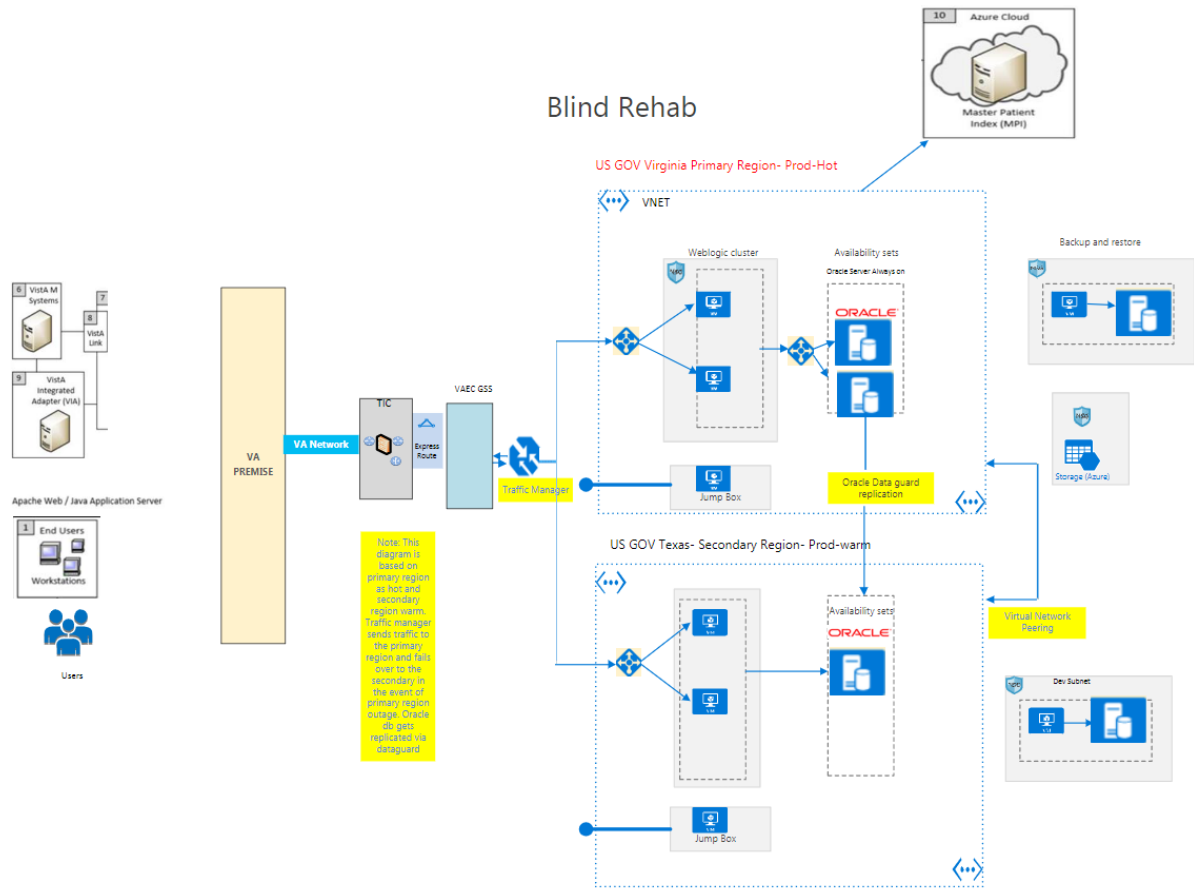 10
Azure Cloud
Master Patient
Index (MPI)
Blind Rehab
US GOV Virginia Primary Region- Prod-Hot
VNET
Weblogic cluster
Availability sets
Oracle Server Always on
ORACLE
Backup and restore
6
VistA M
Systems
7
8
VistA
Link
9
VistA
Integrated
Adapter (VIA)
VA
PREMISE
VA Network
TIC
Express
Route
VAEC GSS
Traffic Manager
Storage (Azure)
Jump Box
Oracle Data guard
replication
Apache Web / Java Application Server
1
End Users
Workstations
Users
Note: This
diagram is
based on
primary region
as hot and
secondary
region warm.
Traffic manager
sends traffic to
the primary
region and fails
over to the
secondary in
the event of
primary region
outage. Oracle
db gets
replicated via
dataguard
US GOV Texas- Secondary Region- Prod-warm
Availability sets
ORACLE
Virtual Network
Peering
Dev Subnet
Jump Box